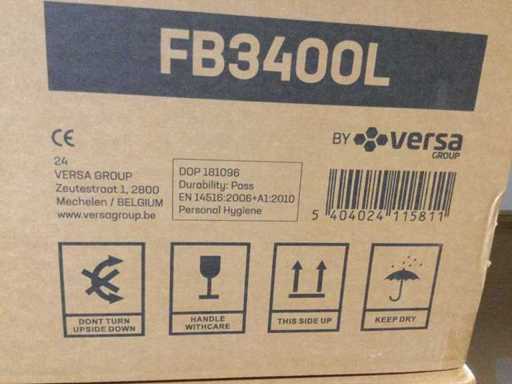 FB3400L
CE
24
VERSA GROUP
Zeutestraat 1, 2800
Mechelen / BELGIUM
www.versagroup.be
DOP 181096
Durability: Pass
EN 14516:2006+A1:2010
Personal Hygiene
BY versa
GROUP
5 404024 115811
DONT TURN
UPSIDE DOWN
HANDLE
WITHCARE
THIS SIDE UP
KEEP DRY